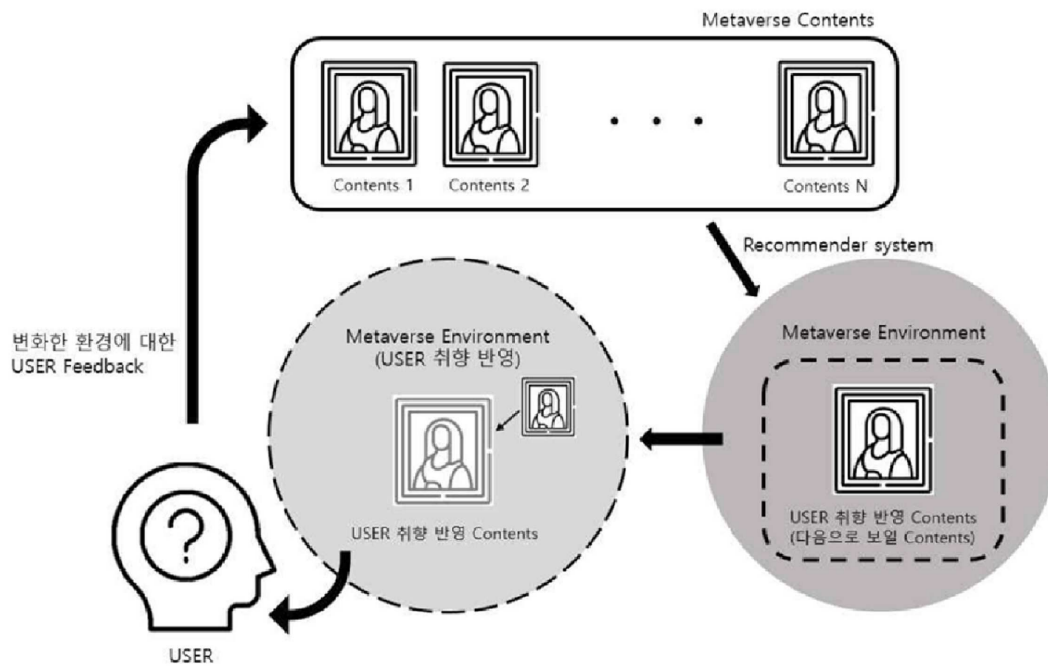 Metaverse Contents
Contents 1
Contents 2
Contents N
Recommender system
변화한 환경에 대한
USER Feedback
Metaverse Environment
(USER 취향 반영)
USER 취향 반영 Contents
Metaverse Environment
USER 취향 반영 Contents
(다음으로 보일 Contents)
?
USER